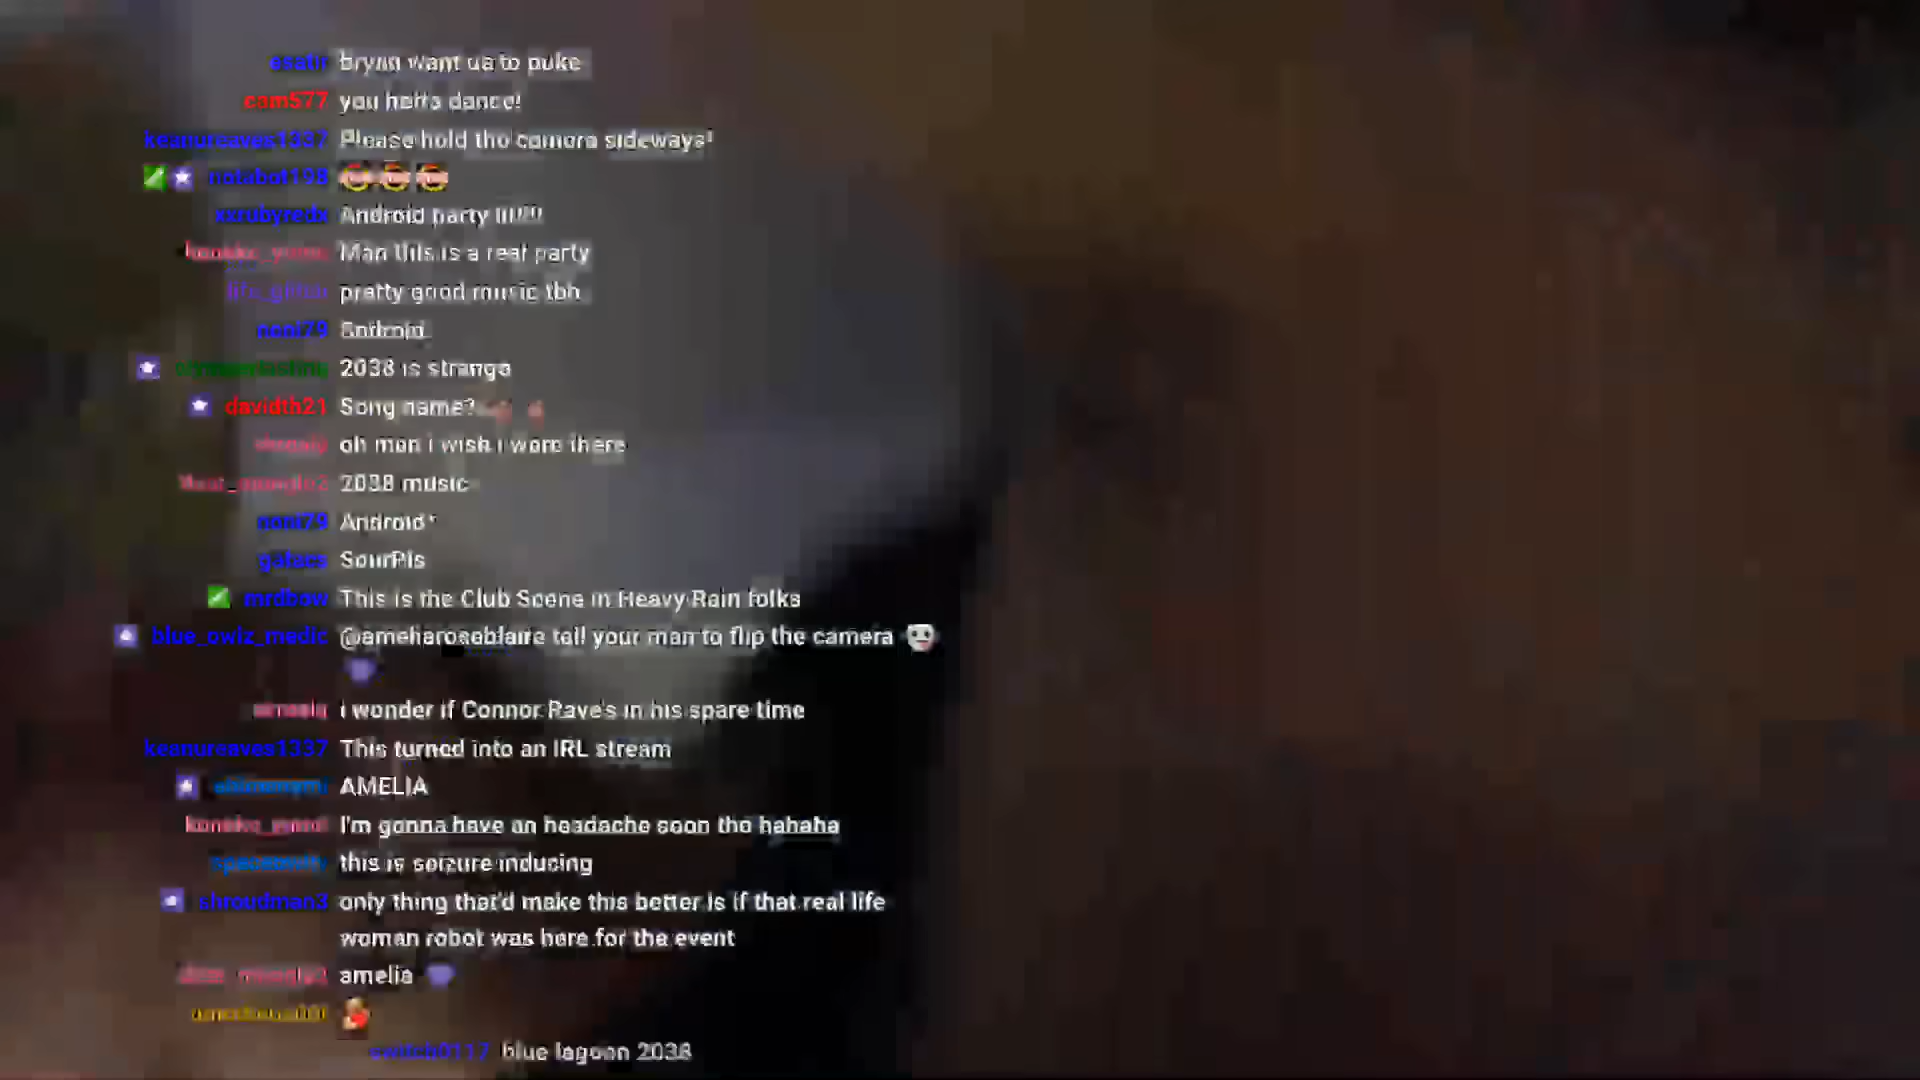 bryan want us to puke
cam577 you hafta dance!
keanureaves1337 Please hold the camera sideways!
notabot198
xxrubyredx Android party !!!!!!
Man this is a real party
pretty good music tbh
noni79
2038 is strange
davidth21 Song name?
oh man i wish i were there
2038 music
noni79 Android*
SourPls
mrdbow This is the Club Scene in Heavy Rain folks
blue_owlz_medic @ameliaroseblaire tell your man to flip the camera
i wonder if Connor Rave's in his spare time
keanureaves1337 This turned into an IRL stream
AMELIA
I'm gonna have an headache soon tho hahaha
this is seizure inducing
shroudman3 only thing that'd make this better is if that real life
woman robot was here for the event
amelia
switch0117 blue lagoon 2038